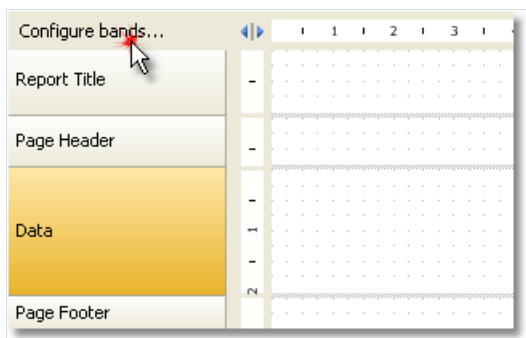 Configure bands...
1 2 3
Report Title
Page Header
Data
1
2
Page Footer